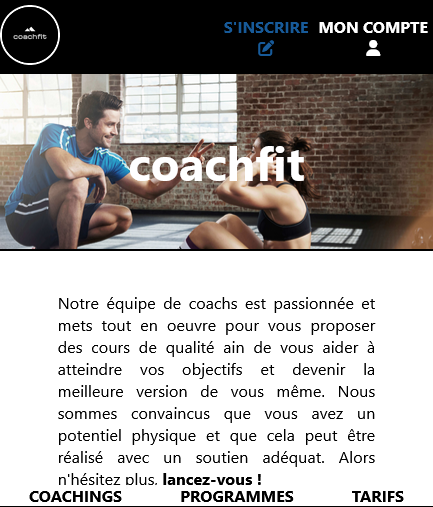 coachfit
S'INSCRIRE MON COMPTE
coachfit
Notre équipe de coachs est passionnée et
mets tout en oeuvre pour vous proposer
des cours de qualité ain de vous aider à
atteindre vos objectifs et devenir la
meilleure version de vous même. Nous
sommes convaincus que vous avez un
potentiel physique et que cela peut être
réalisé avec un soutien adéquat. Alors
n'hésitez plus, lancez-vous !
COACHINGS PROGRAMMES TARIFS